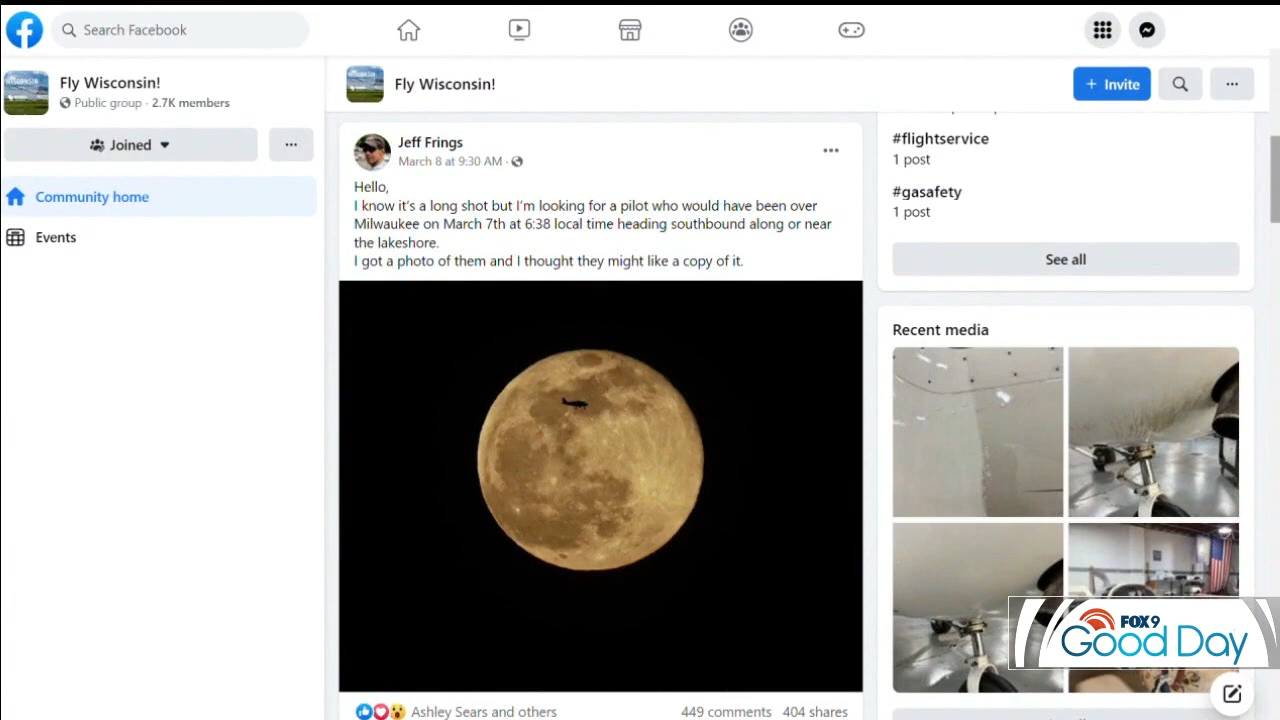 Search Facebook
Fly Wisconsin!
Public group · 2.7K members
Joined
Community home
Events
Fly Wisconsin!
+ Invite
Jeff Frings
March 8 at 9:30 AM ·
Hello,
I know it's a long shot but I'm looking for a pilot who would have been over
Milwaukee on March 7th at 6:38 local time heading southbound along or near
the lakeshore.
I got a photo of them and I thought they might like a copy of it.
Ashley Sears and others
449 comments 404 shares
#flightservice
1 post
#gasafety
1 post
See all
Recent media
FOX 9
Good Day